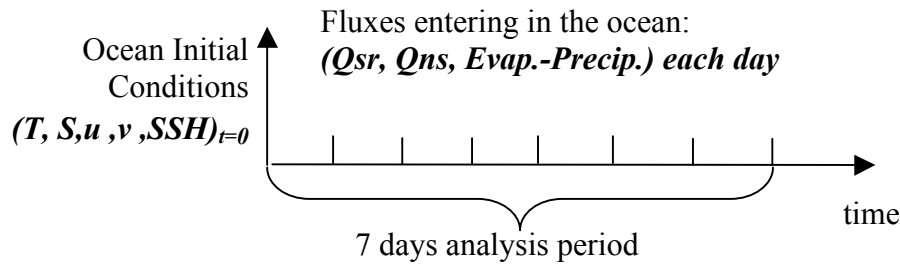 Fluxes entering in the ocean:
(Qsr, Qns, Evap.-Precip.) each day
Ocean Initial
Conditions
(T, S,u ,v ,SSH)t=0
time
7 days analysis period